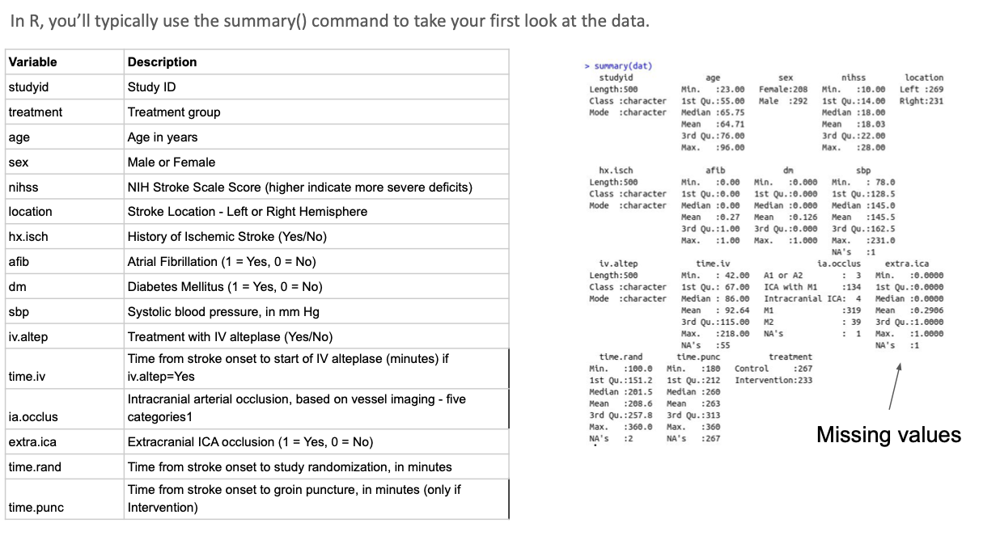 In R, you’ll typically use the summary() command to take your first look at the data.
Variable Description
studyid Study ID
treatment Treatment group
age Age in years
sex Male or Female
nihss NIH Stroke Scale Score (higher indicate more severe deficits)
location Stroke Location - Left or Right Hemisphere
hx.isch History of Ischemic Stroke (Yes/No)
afib Atrial Fibrillation (1 = Yes, 0 = No)
dm Diabetes Mellitus (1 = Yes, 0 = No)
sbp Systolic blood pressure, in mm Hg
iv.altep Treatment with IV alteplase (Yes/No)
Time from stroke onset to start of IV alteplase (minutes) if
time.iv iv.altep=Yes
Intracranial arterial occlusion, based on vessel imaging - five
ia.occlus categories1
extra.ica Extracranial ICA occlusion (1 = Yes, 0 = No)
time.rand Time from stroke onset to study randomization, in minutes
Time from stroke onset to groin puncture, in minutes (only if
time.punc Intervention)
> summary(dat)
studyid age sex nihss location
Length:500 Min. :23.00 Female:208 Min. :10.00 Left :269
Class :character 1st Qu.:55.00 Male :292 1st Qu.:14.00 Right:231
Mode :character Median :65.75 Median :18.00
Mean :64.71 Mean :18.03
3rd Qu.:76.00 3rd Qu.:22.00
Max. :96.00 Max. :28.00
hx.isch afib dm sbp
Length:500 Min. :0.00 Min. :0.000 Min. : 78.0
Class :character 1st Qu.:0.00 1st Qu.:0.000 1st Qu.:128.5
Mode :character Median :0.00 Median :0.000 Median :145.0
Mean :0.27 Mean :0.126 Mean :145.5
3rd Qu.:1.00 3rd Qu.:0.000 3rd Qu.:162.5
Max. :1.00 Max. :1.000 Max. :231.0
NA's :1
iv.altep time.iv ia.occlus extra.ica
Length:500 Min. : 42.00 A1 or A2 : 3 Min. :0.0000
Class :character 1st Qu.: 67.00 ICA with M1 :134 1st Qu.:0.0000
Mode :character Median : 86.00 Intracranial ICA: 4 Median :0.0000
Mean : 92.64 M1 :319 Mean :0.2906
3rd Qu.:115.00 M2 : 39 3rd Qu.:1.0000
Max. :218.00 NA's : 1 Max. :1.0000
NA's :55 NA's :1
time.rand time.punc treatment
Min. :100.0 Min. :180 Control :267
1st Qu.:151.2 1st Qu.:212 Intervention:233
Median :201.5 Median :260
Mean :208.6 Mean :263
3rd Qu.:257.8 3rd Qu.:313
Max. :360.0 Max. :360
NA's :2 NA's :267
Missing values